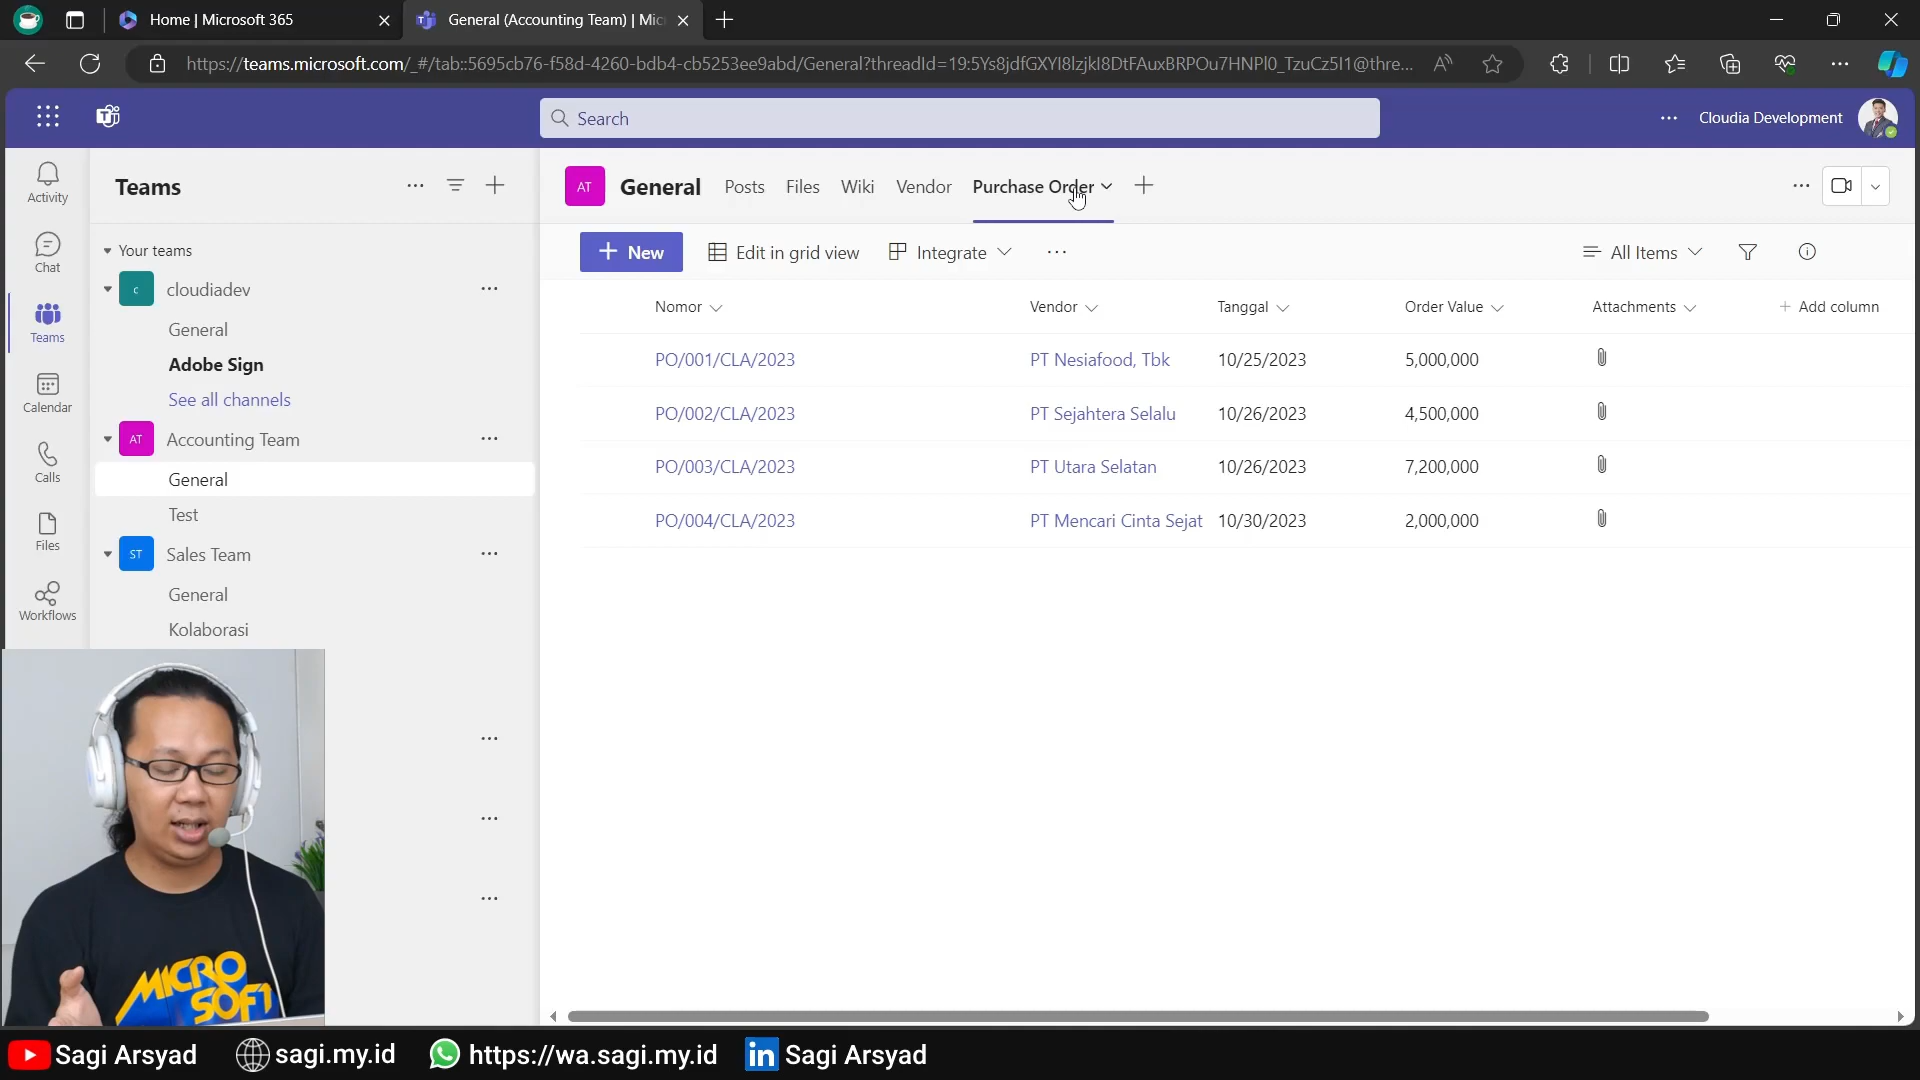 Home | Microsoft 365
General (Accounting Team) | Mic
https://teams.microsoft.com/_#/tab::5695cb76-f58d-4260-bdb4-cb5253ee9abd/General?threadId=19:5Ys8jdfGXYI8lzjkI8DtFAuxBRPOu7HNPl0_TzuCz5I1@thre...
Search
Cloudia Development
Activity
Chat
Teams
Calendar
Calls
Files
Workflows
Teams
Your teams
c cloudiadev
General
Adobe Sign
See all channels
AT Accounting Team
General
Test
ST Sales Team
General
Kolaborasi
AT General Posts Files Wiki Vendor Purchase Order
New Edit in grid view Integrate All Items
Nomor Vendor Tanggal Order Value Attachments Add column
PO/001/CLA/2023 PT Nesiafood, Tbk 10/25/2023 5,000,000
PO/002/CLA/2023 PT Sejahtera Selalu 10/26/2023 4,500,000
PO/003/CLA/2023 PT Utara Selatan 10/26/2023 7,200,000
PO/004/CLA/2023 PT Mencari Cinta Sejat 10/30/2023 2,000,000
MICRO
SOFT
Sagi Arsyad sagi.my.id https://wa.sagi.my.id in Sagi Arsyad